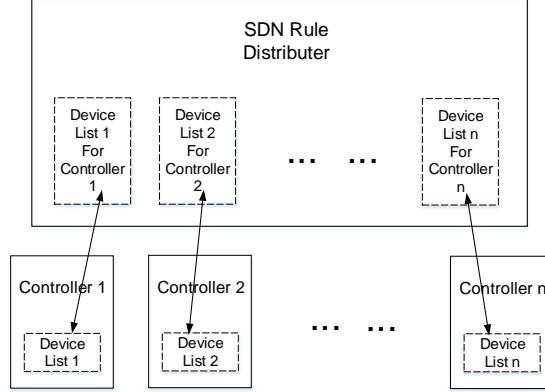 SDN Rule
Distributer
Device
List 1
For
Controller
1
Device
List 2
For
Controller
2
... ...
Device
List n
For
Controller
n
Controller 1
Controller 2
Controller n
Device
List 1
Device
List 2
... ...
Device
List n